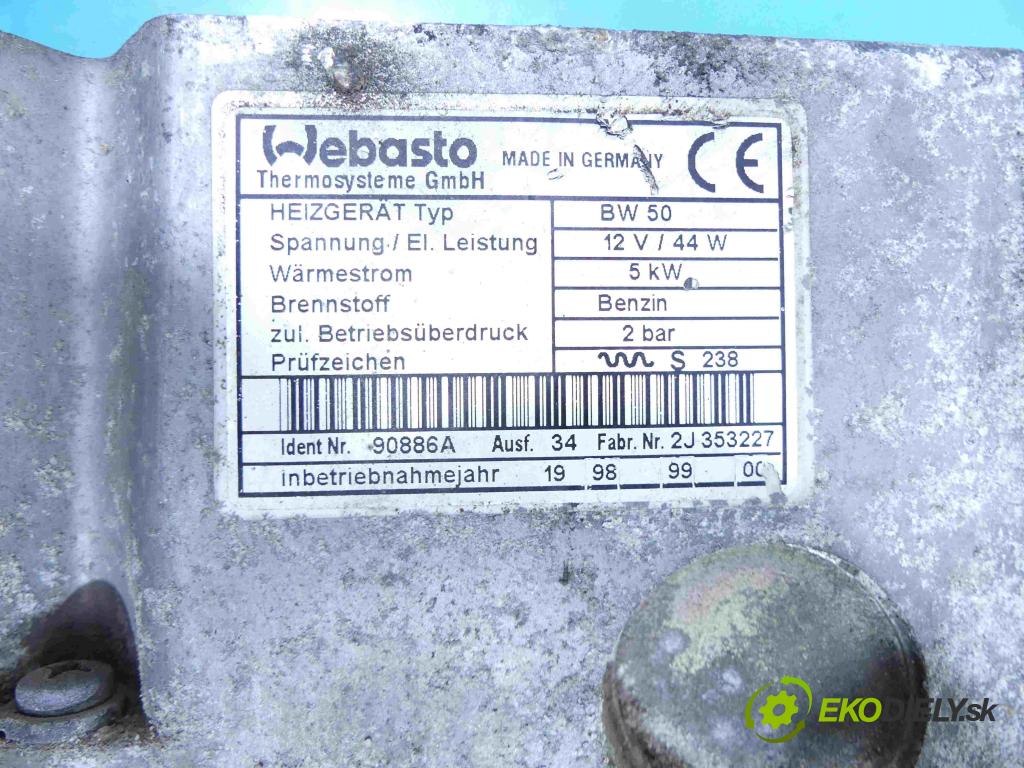 Webasto MADE IN GERMANY CE
Thermosysteme GmbH
HEIZGERÄT Typ BW 50
Spannung / El. Leistung 12 V / 44 W
Wärmestrom 5 kW
Brennstoff Benzin
zul. Betriebsüberdruck 2 bar
Prüfzeichen S 238
Ident Nr. 90886A Ausf. 34 Fabr. Nr. 2J 353227
inbetriebnahmejahr 19 98 99 00
EKODIELY.sk